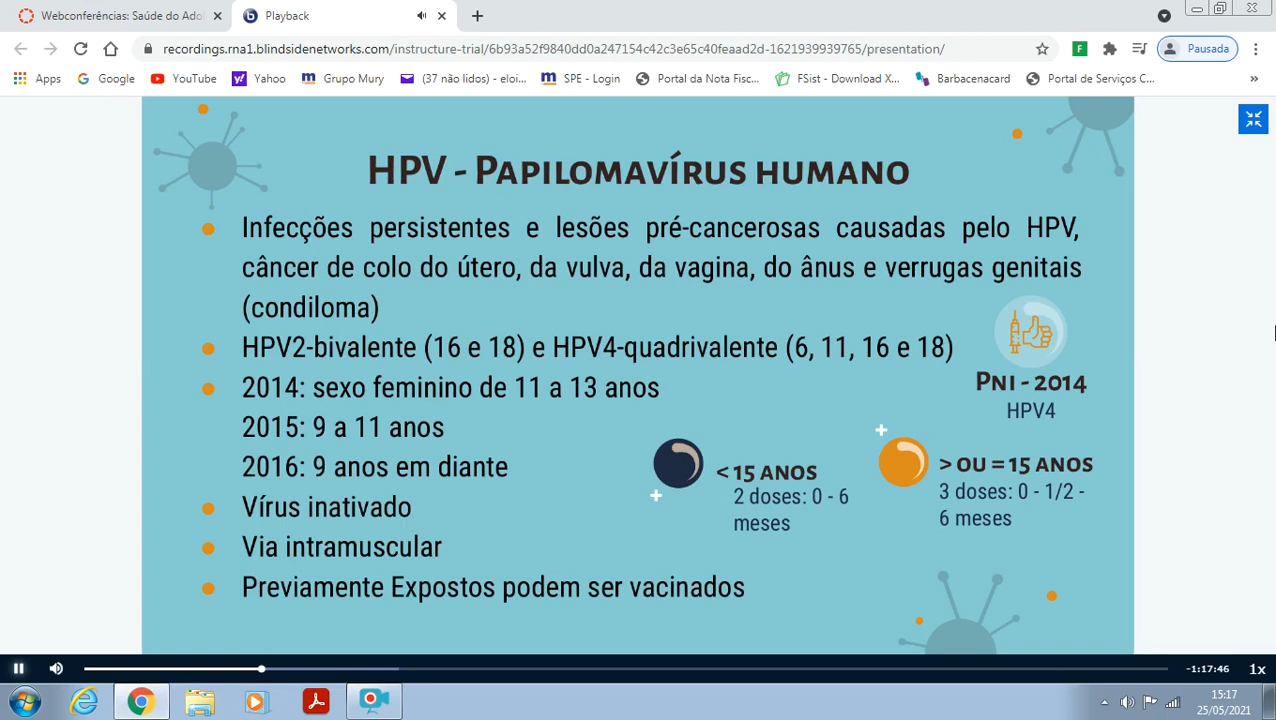 Webconferências: Saúde do Ado
Playback
recordings.rna1.blindsidenetworks.com/instructure-trial/6b93a52f9840dd0a247154c42c3e65c40feaad2d-1621939939765/presentation/
Pausada
Apps
Google
YouTube
Yahoo
Grupo Mury
(37 não lidos) - eloi...
SPE - Login
Portal da Nota Fisc...
FSist - Download X...
Barbacenacard
Portal de Serviços C...
»
HPV - Papilomavírus humano
Infecções persistentes e lesões pré-cancerosas causadas pelo HPV,
câncer de colo do útero, da vulva, da vagina, do ânus e verrugas genitais
(condiloma)
HPV2-bivalente (16 e 18) e HPV4-quadrivalente (6, 11, 16 e 18)
2014: sexo feminino de 11 a 13 anos
2015: 9 a 11 anos
2016: 9 anos em diante
Vírus inativado
Via intramuscular
Previamente Expostos podem ser vacinados
Pni - 2014
HPV4
< 15 anos
2 doses: 0 - 6
meses
> ou = 15 anos
3 doses: 0 - 1/2 -
6 meses
-1:17:46
1x
15:17
25/05/2021